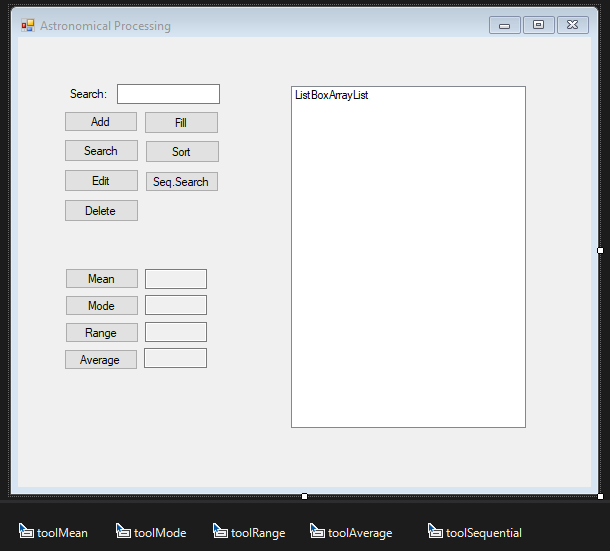 Astronomical Processing
Search:
ListBoxArrayList
Add Fill
Search Sort
Edit Seq.Search
Delete
Mean
Mode
Range
Average
toolMean toolMode toolRange toolAverage toolSequential